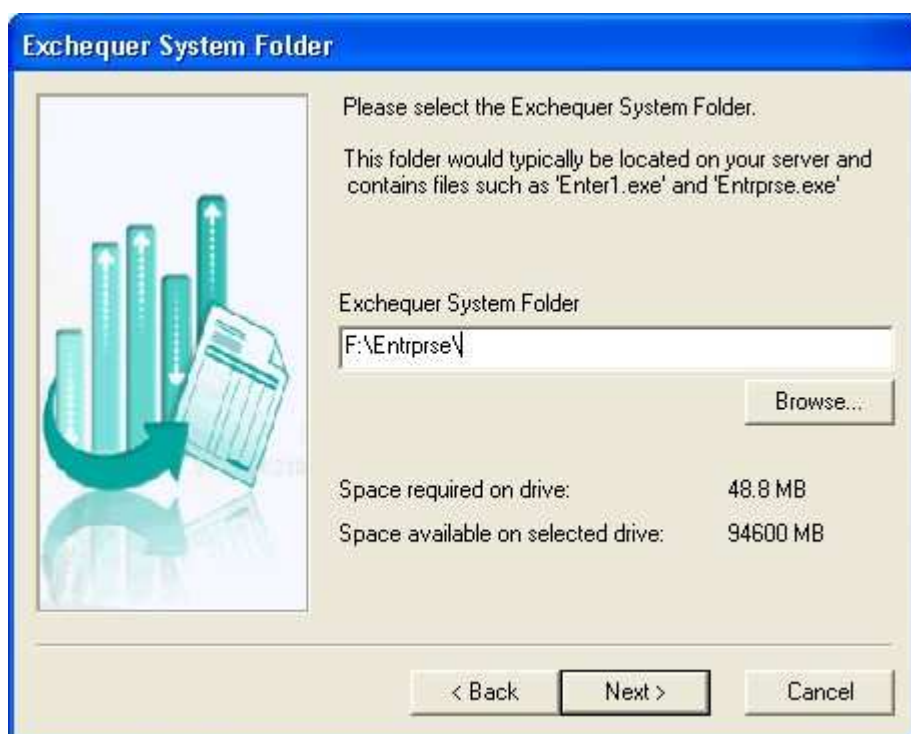 Exchequer System Folder
Please select the Exchequer System Folder.
This folder would typically be located on your server and
contains files such as 'Enter1.exe' and 'Entrprse.exe'
Exchequer System Folder
F:\Entrprse\
Browse...
Space required on drive: 48.8 MB
Space available on selected drive: 94600 MB
< Back Next > Cancel